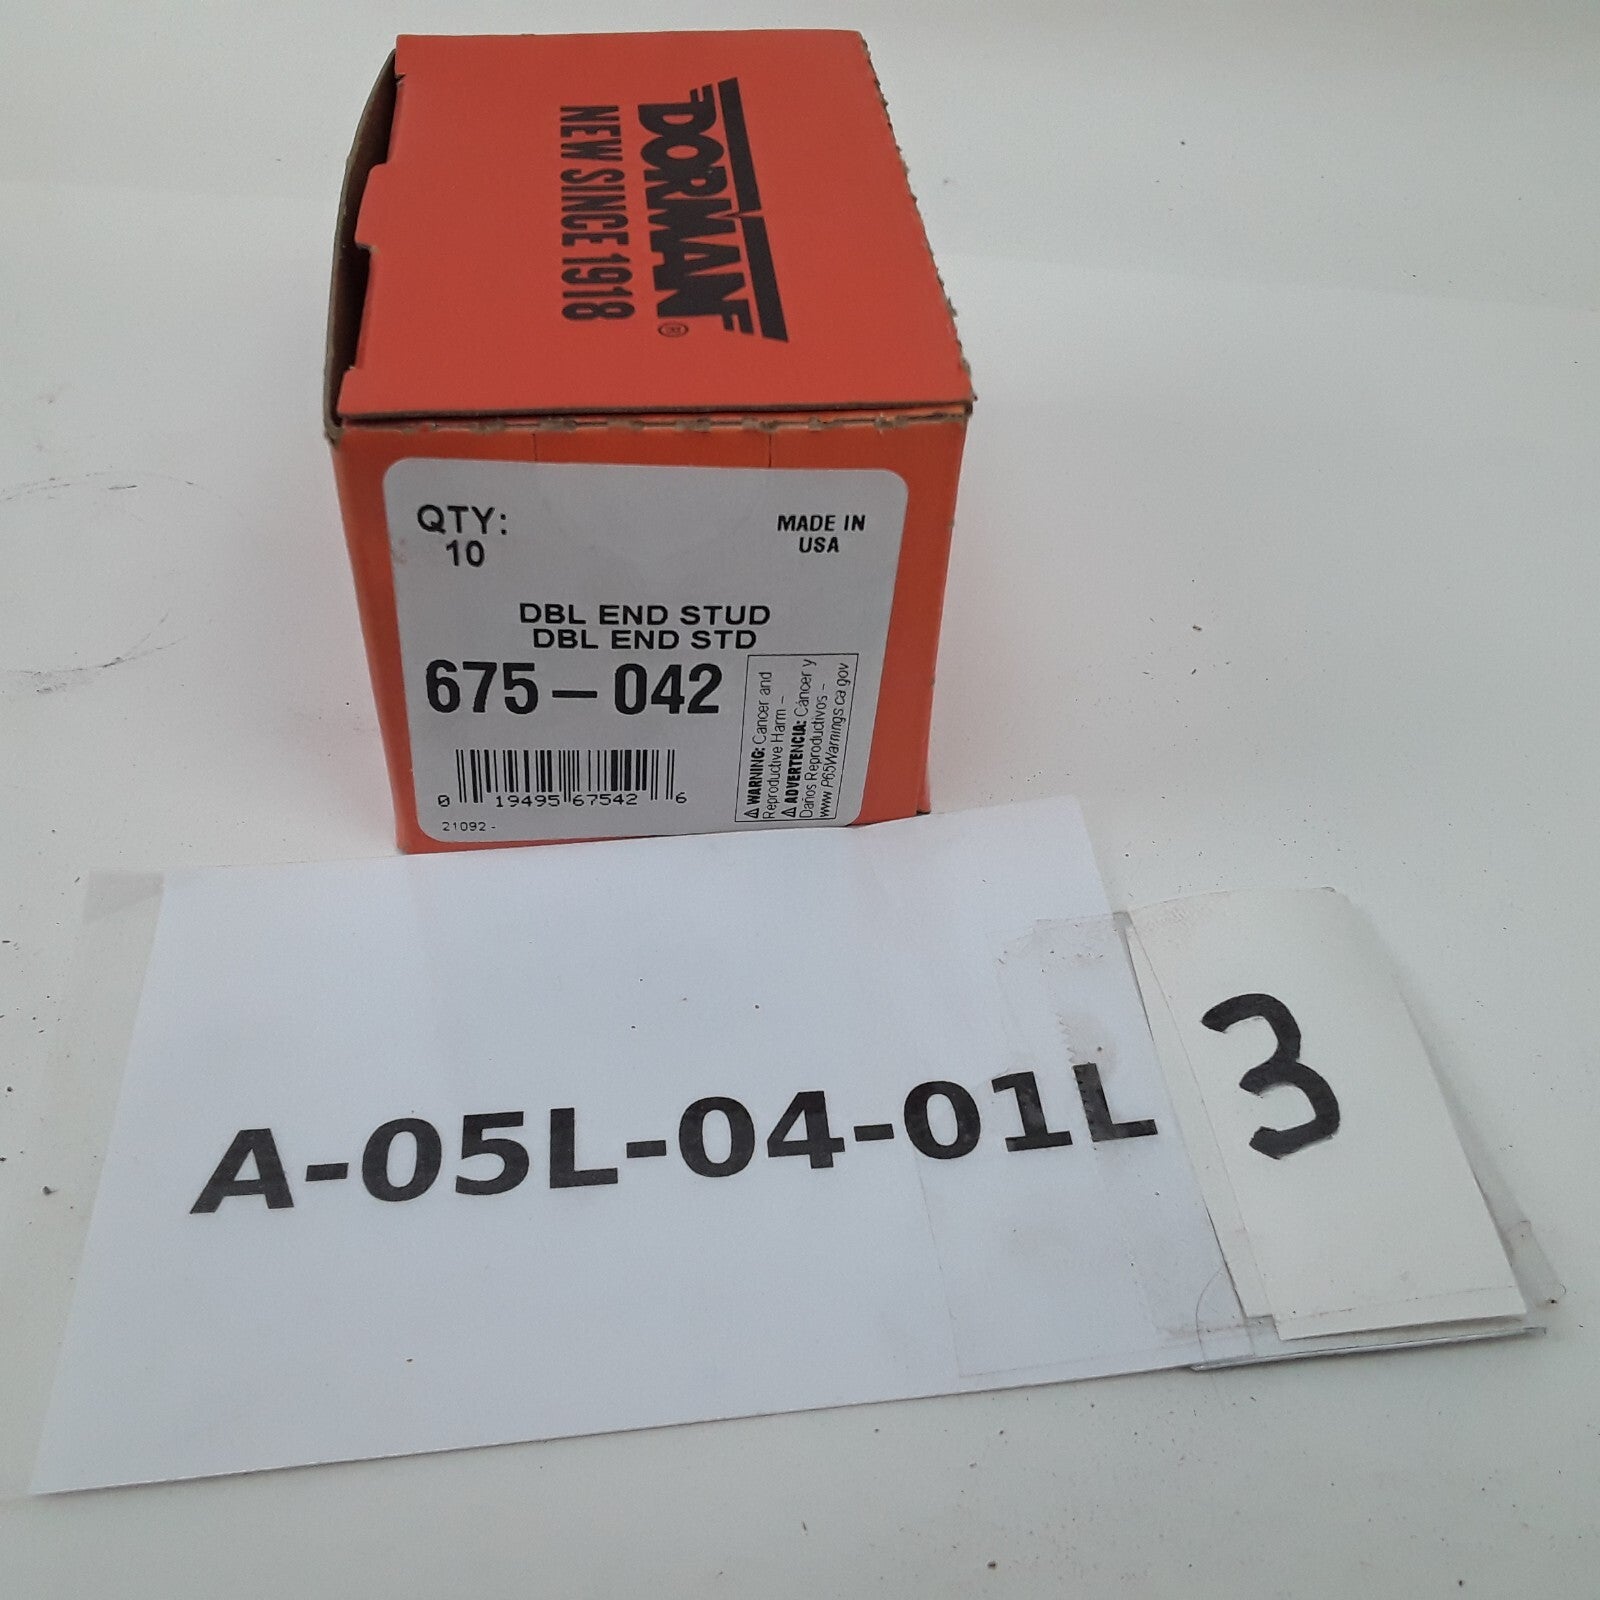 DORMAN®
NEW SINCE 1918
QTY:
10
MADE IN
USA
DBL END STUD
DBL END STD
675-042
⚠ WARNING: Cancer and
Reproductive Harm -
⚠ ADVERTENCIA: Cáncer y
Daños Reproductivos -
www.P65Warnings.ca.gov
0 19495 67542 6
21092-
A-05L-04-01L
3